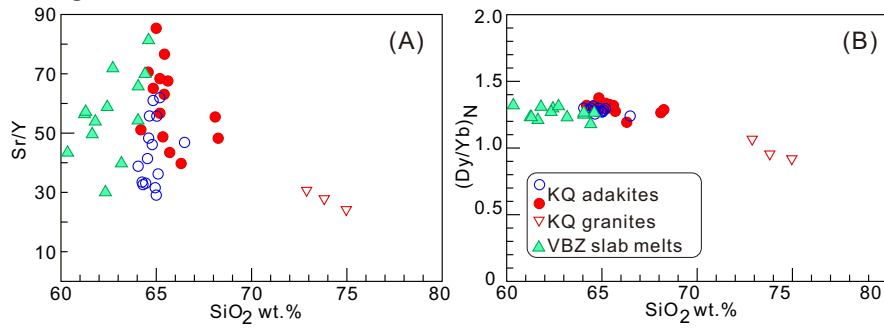 (A)
Sr/Y
90
70
50
30
10
60
65
70
75
80
SiO2 wt.%
(B)
(Dy/Yb)N
2.0
1.5
1.0
0.5
0
60
65
70
75
80
SiO2 wt.%
KQ adakites
KQ granites
VBZ slab melts